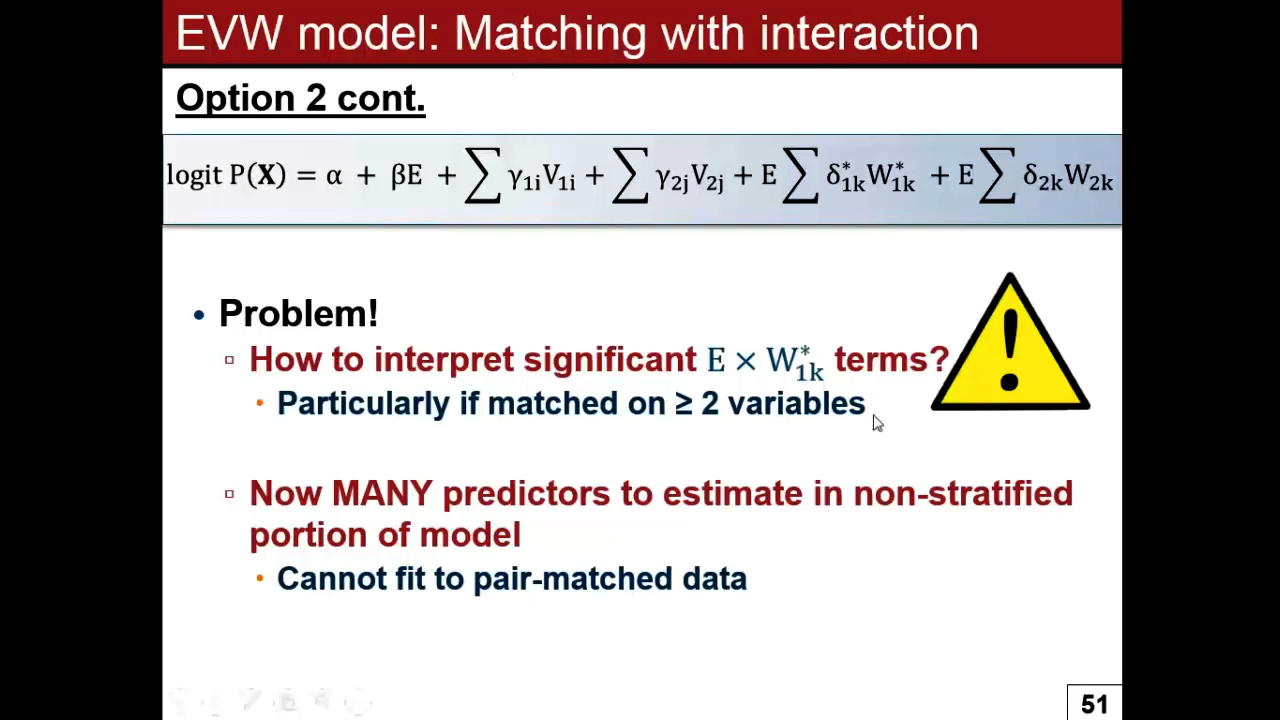 EVW model: Matching with interaction
Option 2 cont.
logit P(X) = α + βE + ∑ γ₁ᵢV₁ᵢ + ∑ γ₂ⱼV₂ⱼ + E ∑ δ*₁ₖW*₁ₖ + E ∑ δ₂ₖW₂ₖ
• Problem!
▫ How to interpret significant E × W*₁ₖ terms?
• Particularly if matched on ≥ 2 variables
▫ Now MANY predictors to estimate in non-stratified
portion of model
• Cannot fit to pair-matched data
51